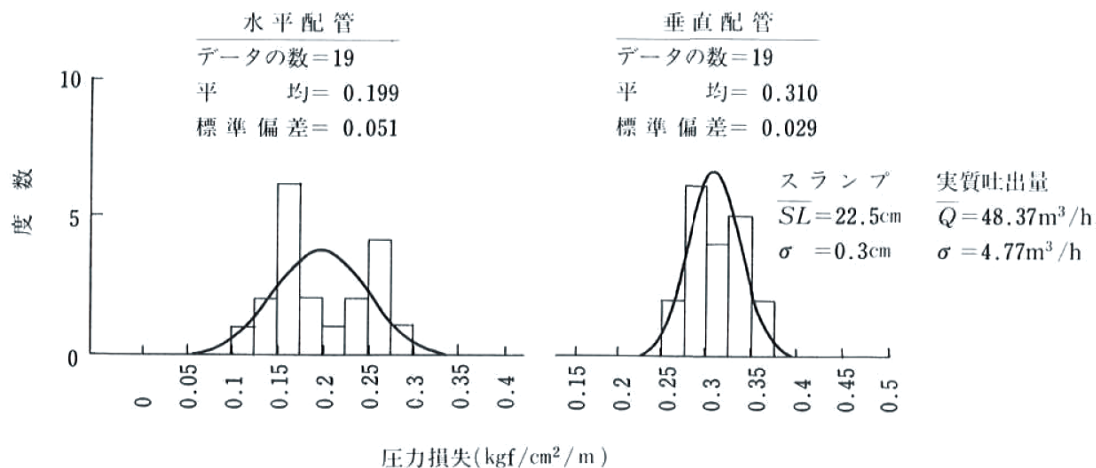 水平配管
データの数=19
平均= 0.199
標準偏差= 0.051
垂直配管
データの数=19
平均= 0.310
標準偏差= 0.029
スランプ
SL=22.5cm
σ =0.3cm
実質吐出量
Q=48.37m³/h
σ =4.77m³/h
度数
10
5
0
0 0.05 0.1 0.15 0.2 0.25 0.3 0.35 0.4
0.15 0.2 0.25 0.3 0.35 0.4 0.45 0.5
圧力損失(kgf/cm²/m)